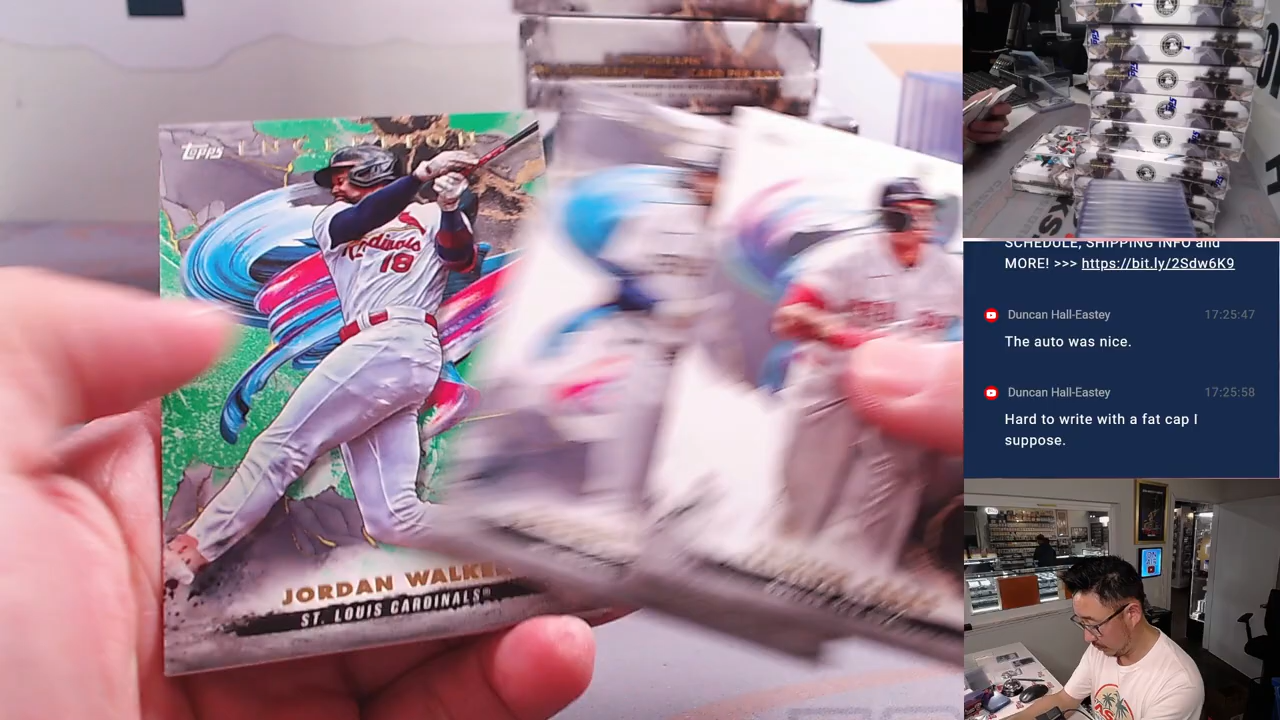 topps INCEPTION
Cardinals
18
JORDAN WALKER
ST. LOUIS CARDINALS
SCHEDULE, SHIPPING INFO and
MORE! >>> https://bit.ly/2Sdw6K9
Duncan Hall-Eastey 17:25:47
The auto was nice.
Duncan Hall-Eastey 17:25:58
Hard to write with a fat cap I
suppose.